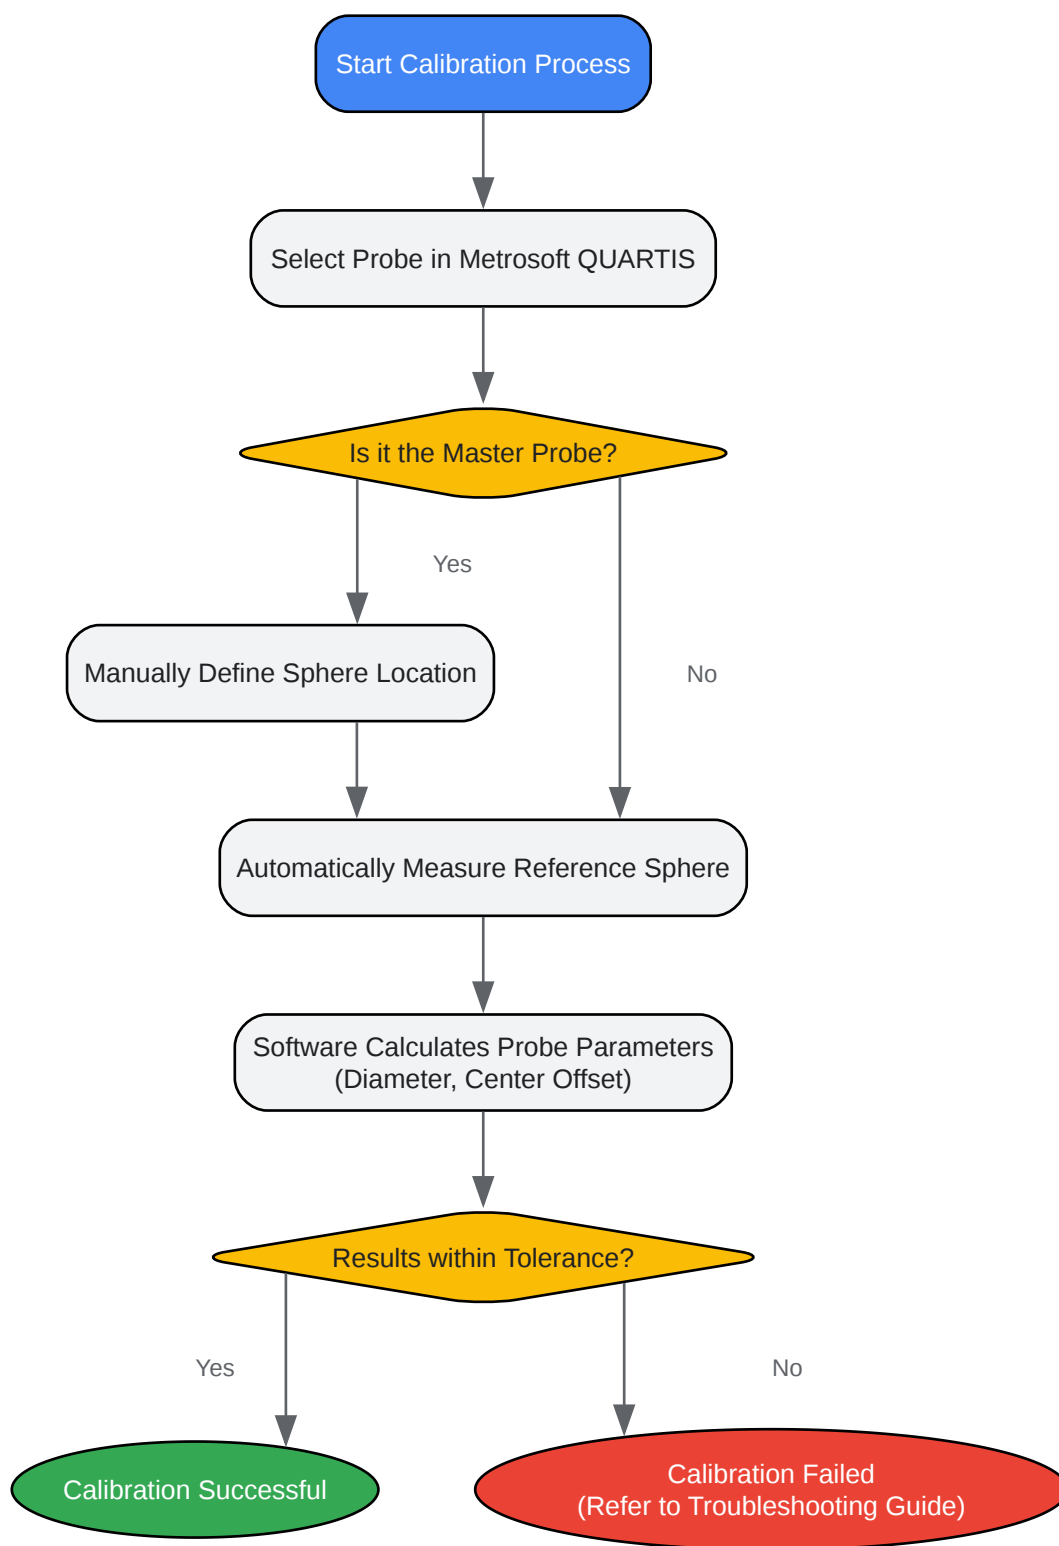 Start Calibration Process
Select Probe in Metrosoft QUARTIS
Is it the Master Probe?
Yes
Manually Define Sphere Location
No
Automatically Measure Reference Sphere
Software Calculates Probe Parameters
(Diameter, Center Offset)
Results within Tolerance?
Yes
No
Calibration Successful
Calibration Failed
(Refer to Troubleshooting Guide)